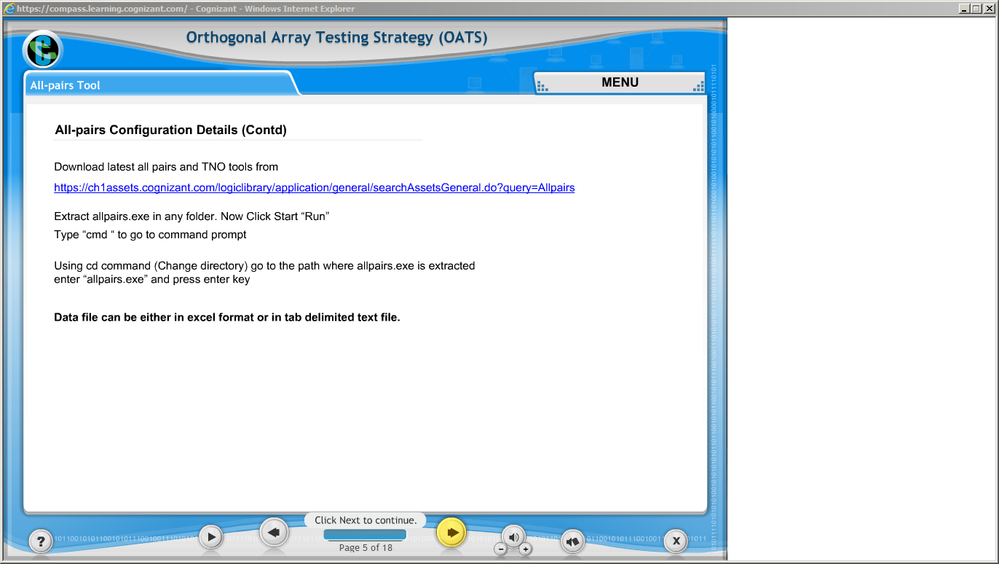 https://compass.learning.cognizant.com/ - Cognizant - Windows Internet Explorer
Orthogonal Array Testing Strategy (OATS)
All-pairs Tool
MENU
All-pairs Configuration Details (Contd)
Download latest all pairs and TNO tools from
https://ch1assets.cognizant.com/logiclibrary/application/general/searchAssetsGeneral.do?query=Allpairs
Extract allpairs.exe in any folder. Now Click Start “Run”
Type “cmd “ to go to command prompt
Using cd command (Change directory) go to the path where allpairs.exe is extracted
enter “allpairs.exe” and press enter key
Data file can be either in excel format or in tab delimited text file.
Click Next to continue.
Page 5 of 18
?
X